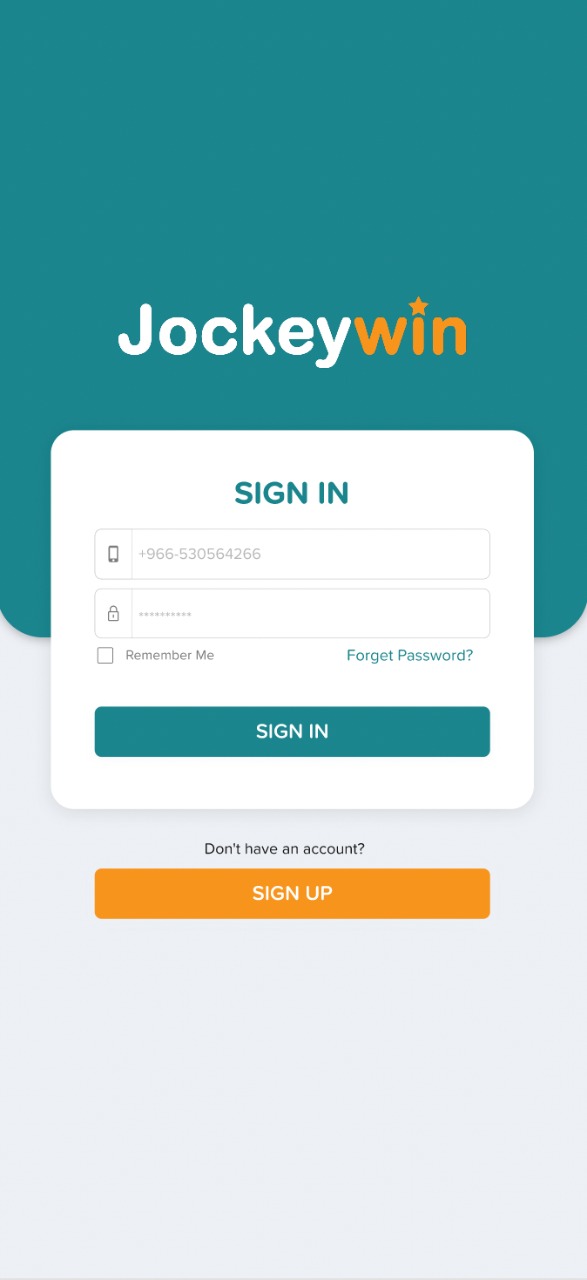 Jockeywin
SIGN IN
+966-530564266
**********
Remember Me
Forget Password?
SIGN IN
Don't have an account?
SIGN UP